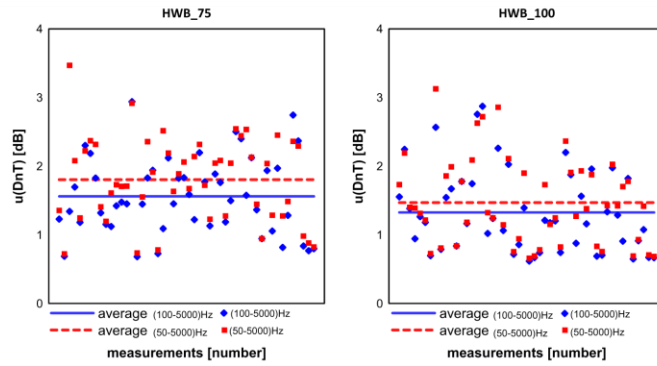 HWB_75
HWB_100
4
3
2
1
0
u(DnT) [dB]
4
3
2
1
0
u(DnT) [dB]
average (100-5000)Hz (100-5000)Hz
average (50-5000)Hz (50-5000)Hz
measurements [number]
average (100-5000)Hz (100-5000)Hz
average (50-5000)Hz (50-5000)Hz
measurements [number]